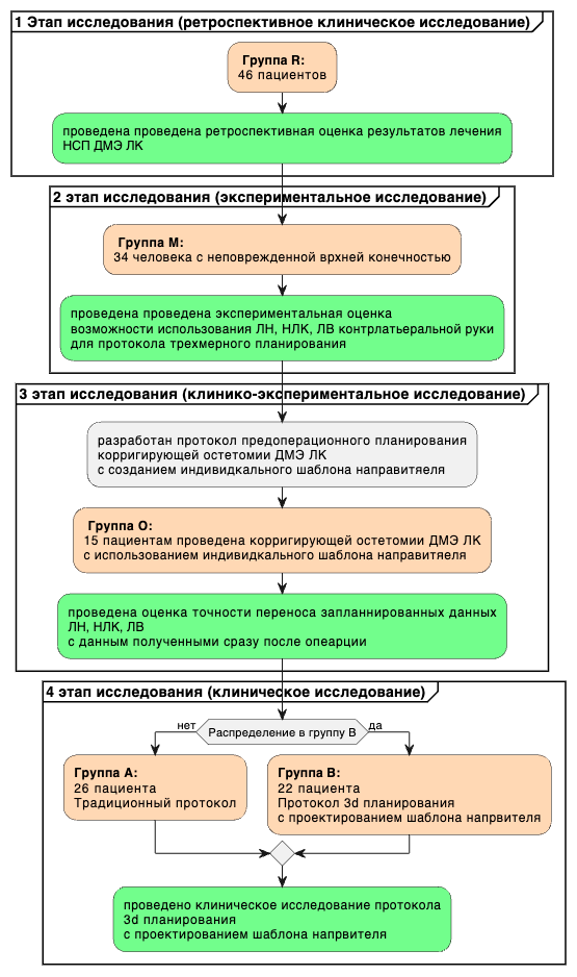 1 Этап исследования (ретроспективное клиническое исследование)
Группа R:
46 пациентов
проведена проведена ретроспективная оценка результатов лечения
НСП ДМЭ ЛК
2 этап исследования (экспериментальное исследование)
Группа M:
34 человека с неповрежденной врхней конечностью
проведена проведена экспериментальная оценка
возможности использования ЛН, НЛК, ЛВ контрлатьеральной руки
для протокола трехмерного планирования
3 этап исследования (клинико-экспериментальное исследование)
разработан протокол предоперационного планирования
корригирующей остетомии ДМЭ ЛК
с созданием индивидкального шаблона направитяеля
Группа O:
15 пациентам проведена корригирующей остетомии ДМЭ ЛК
с использованием индивидкального шаблона направитяеля
проведена оценка точности переноса запланнированных данных
ЛН, НЛК, ЛВ
с данным полученными сразу после опеарции
4 этап исследования (клиническое исследование)
нет
Распределение в группу B
да
Группа A:
26 пациента
Традиционный протокол
Группа B:
22 пациента
Протокол 3d планирования
с проектированием шаблона напрвителя
проведено клиническое исследование протокола
3d планирования
с проектированием шаблона напрвителя